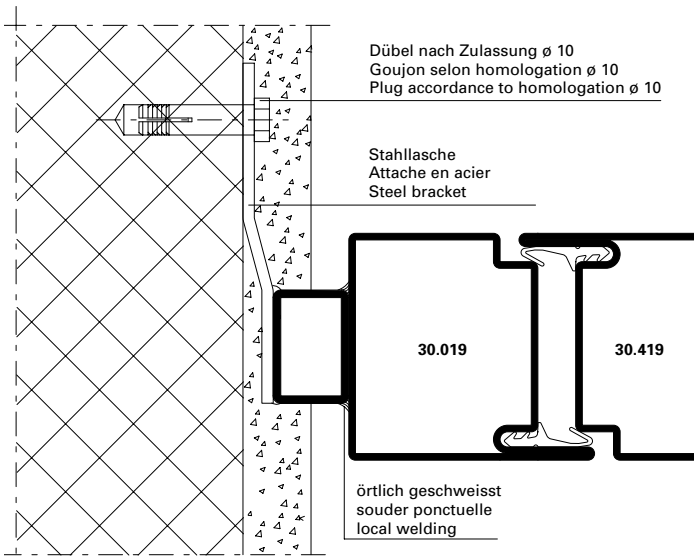 Dübel nach Zulassung ø 10
Goujon selon homologation ø 10
Plug accordance to homologation ø 10
Stahllasche
Attache en acier
Steel bracket
30.019
30.419
örtlich geschweisst
souder ponctuelle
local welding